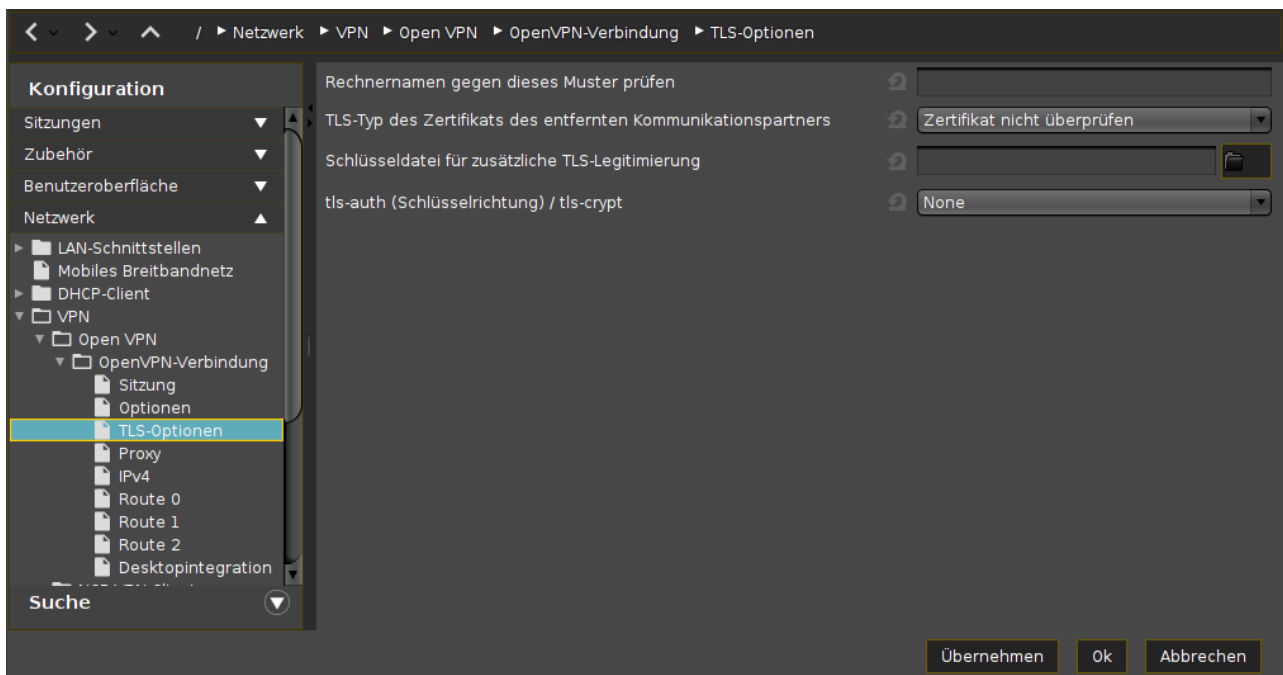 / Netzwerk VPN Open VPN OpenVPN-Verbindung TLS-Optionen
Konfiguration
Sitzungen
Zubehör
Benutzeroberfläche
Netzwerk
LAN-Schnittstellen
Mobiles Breitbandnetz
DHCP-Client
VPN
Open VPN
OpenVPN-Verbindung
Sitzung
Optionen
TLS-Optionen
Proxy
IPv4
Route 0
Route 1
Route 2
Desktopintegration
Suche
Rechnernamen gegen dieses Muster prüfen
TLS-Typ des Zertifikats des entfernten Kommunikationspartners Zertifikat nicht überprüfen
Schlüsseldatei für zusätzliche TLS-Legitimierung
tls-auth (Schlüsselrichtung) / tls-crypt None
Übernehmen Ok Abbrechen